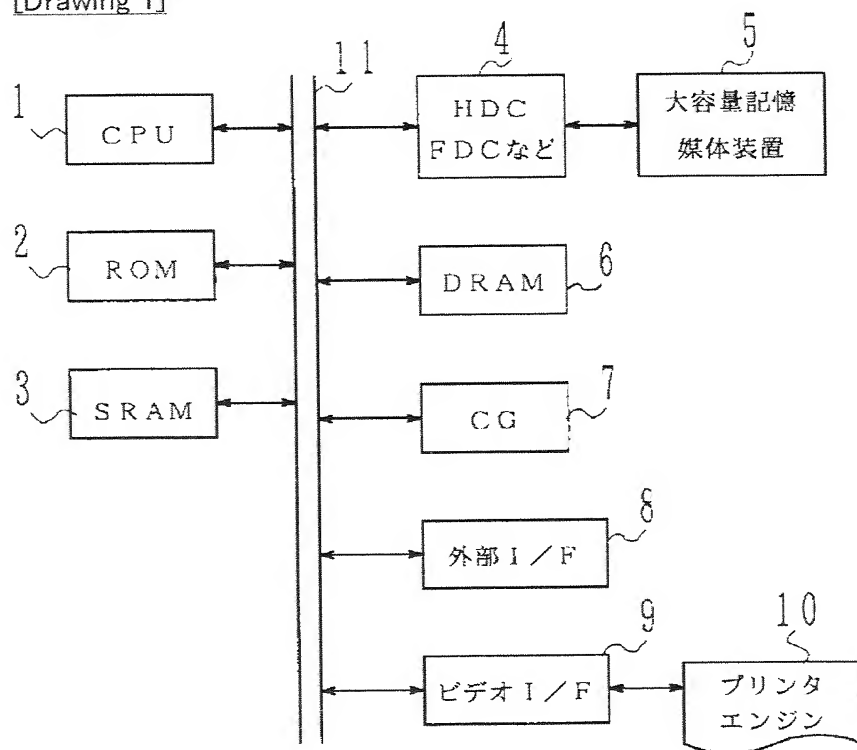 [Drawing 1]
1
CPU
2
ROM
3
SRAM
11
4
HDC
FDCなど
5
大容量記憶
媒体装置
6
DRAM
7
CG
8
外部I/F
9
ビデオI/F
10
プリンタ
エンジン